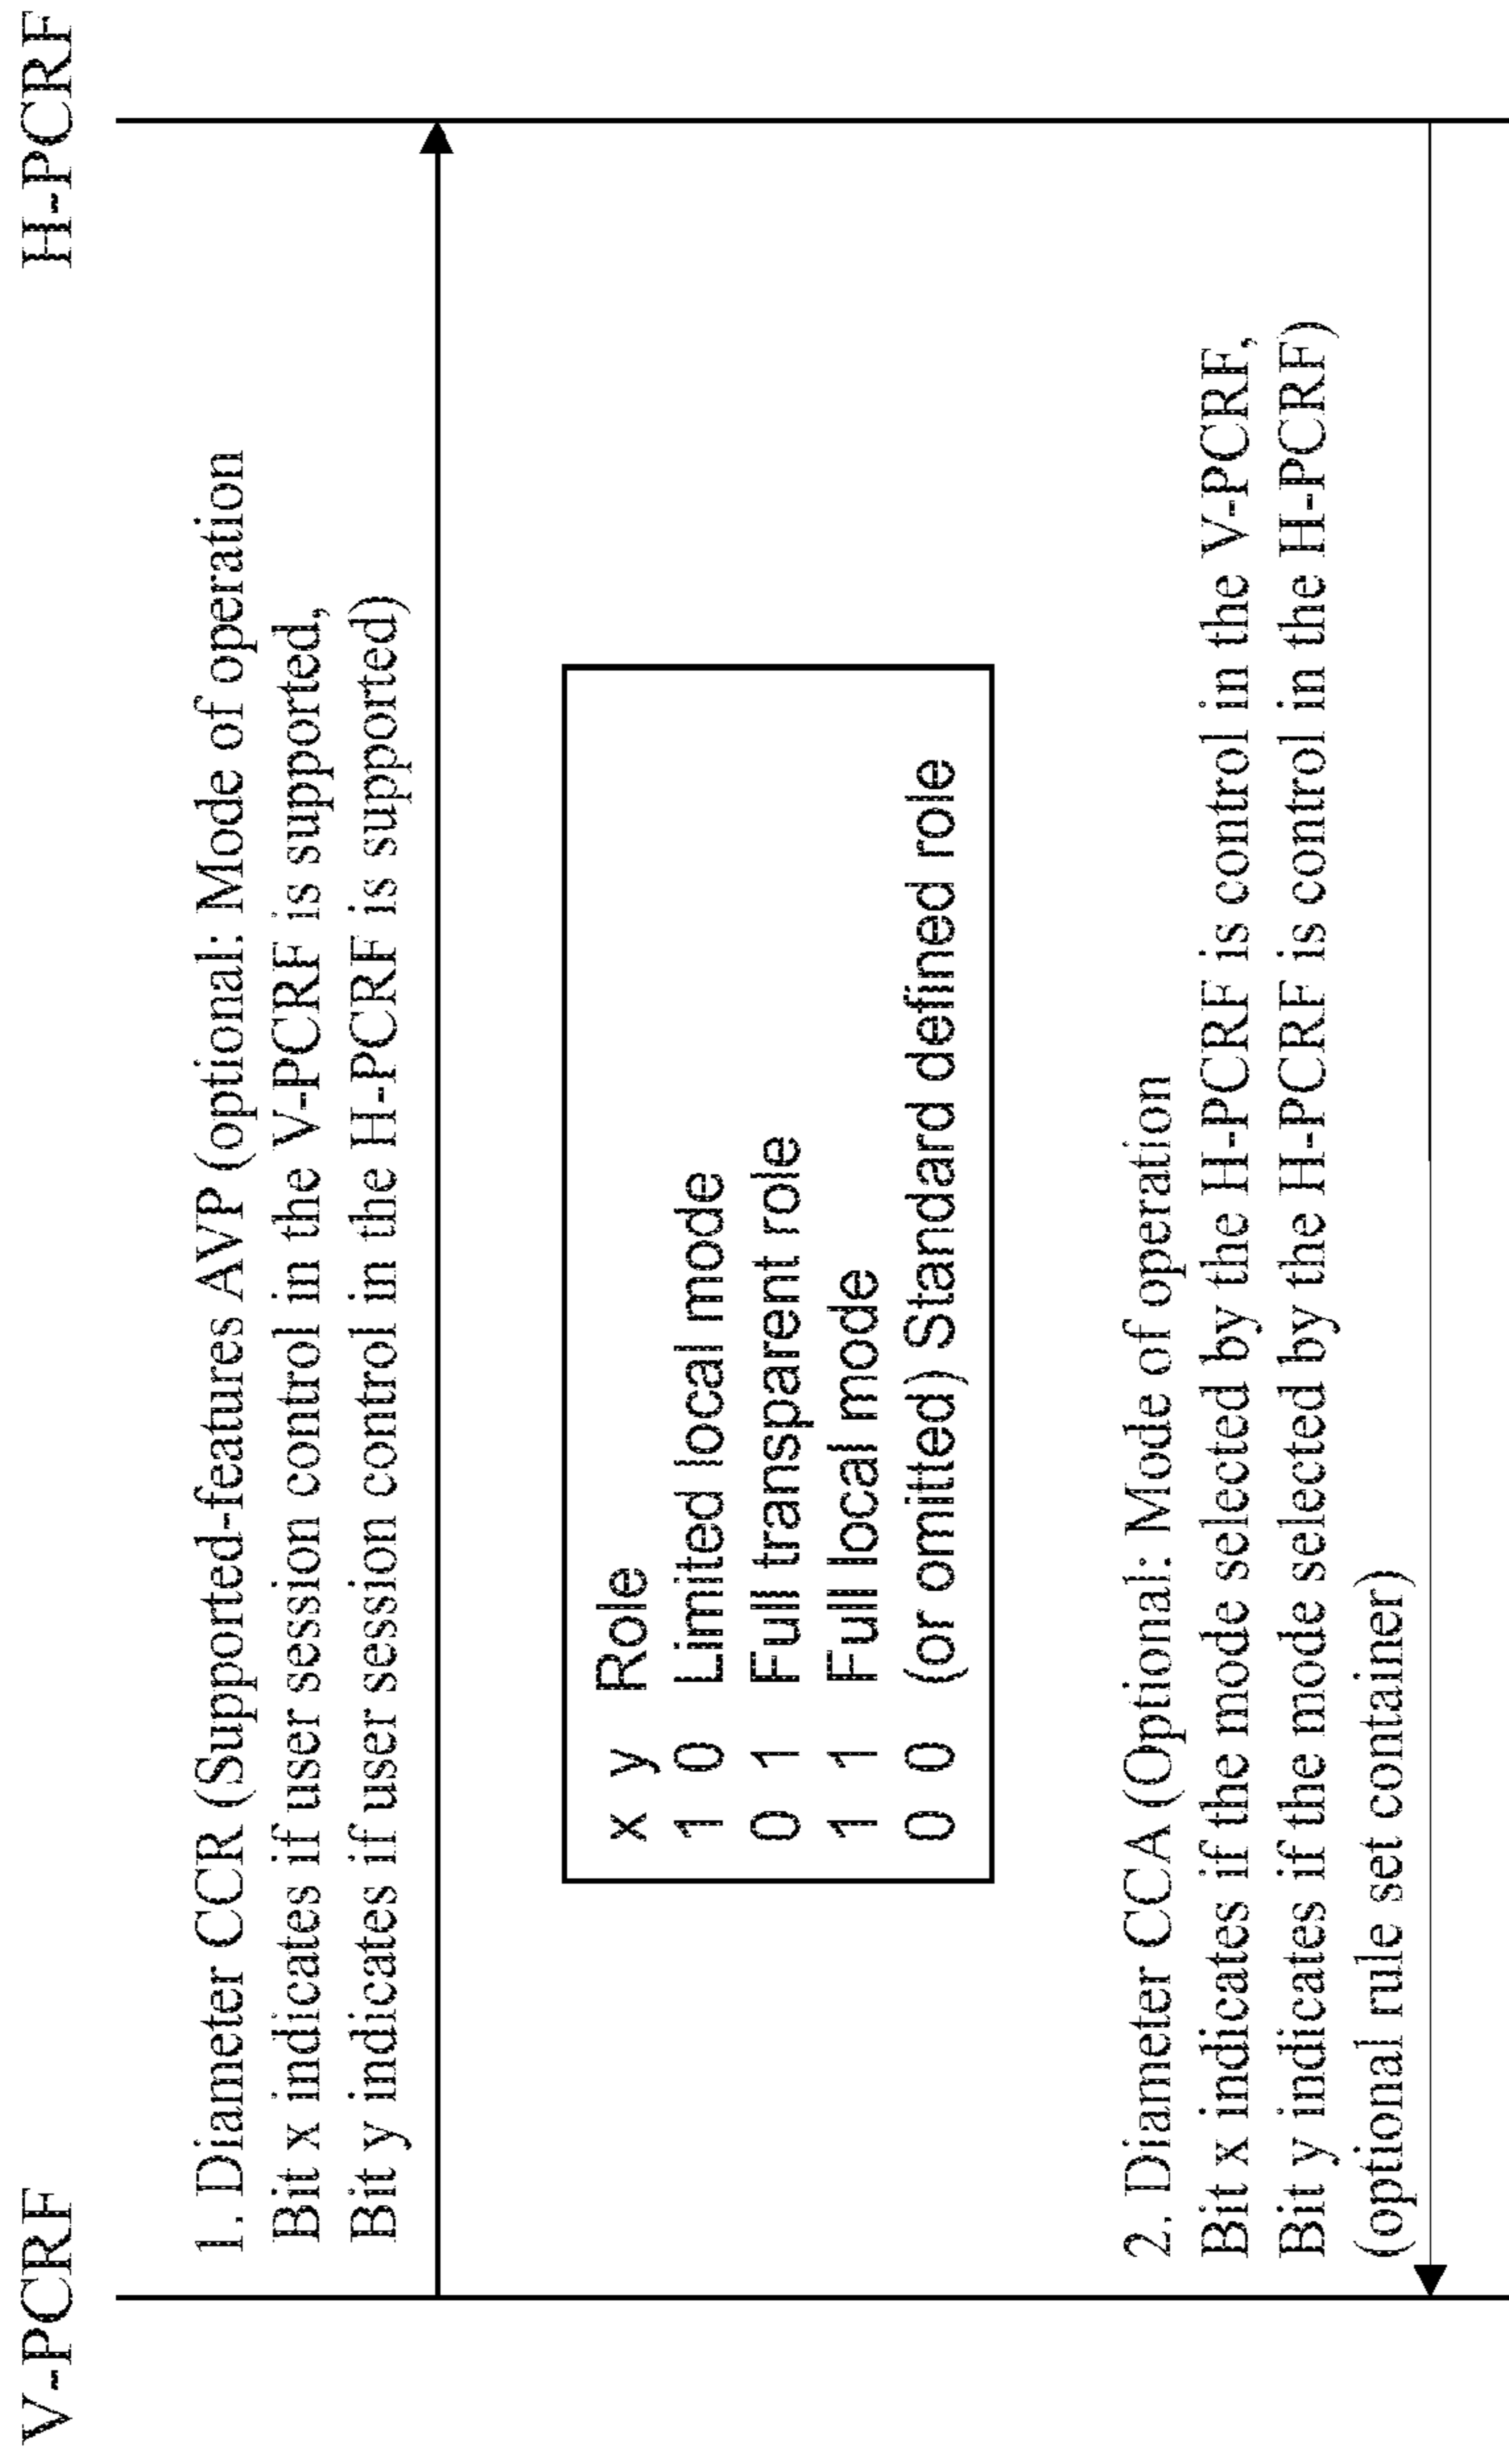 V-PCRF H-PCRF
1. Diameter CCR (Supported-features AVP (optional: Mode of operation
Bit x indicates if user session control in the V-PCRF is supported,
Bit y indicates if user session control in the H-PCRF is supported)
x y Role
1 0 Limited local mode
0 1 Full transparent role
1 1 Full local mode
0 0 (or omitted) Standard defined role
2. Diameter CCA (Optional: Mode of operation
Bit x indicates if the mode selected by the H-PCRF is control in the V-PCRF,
Bit y indicates if the mode selected by the H-PCRF is control in the H-PCRF)
(optional rule set container)